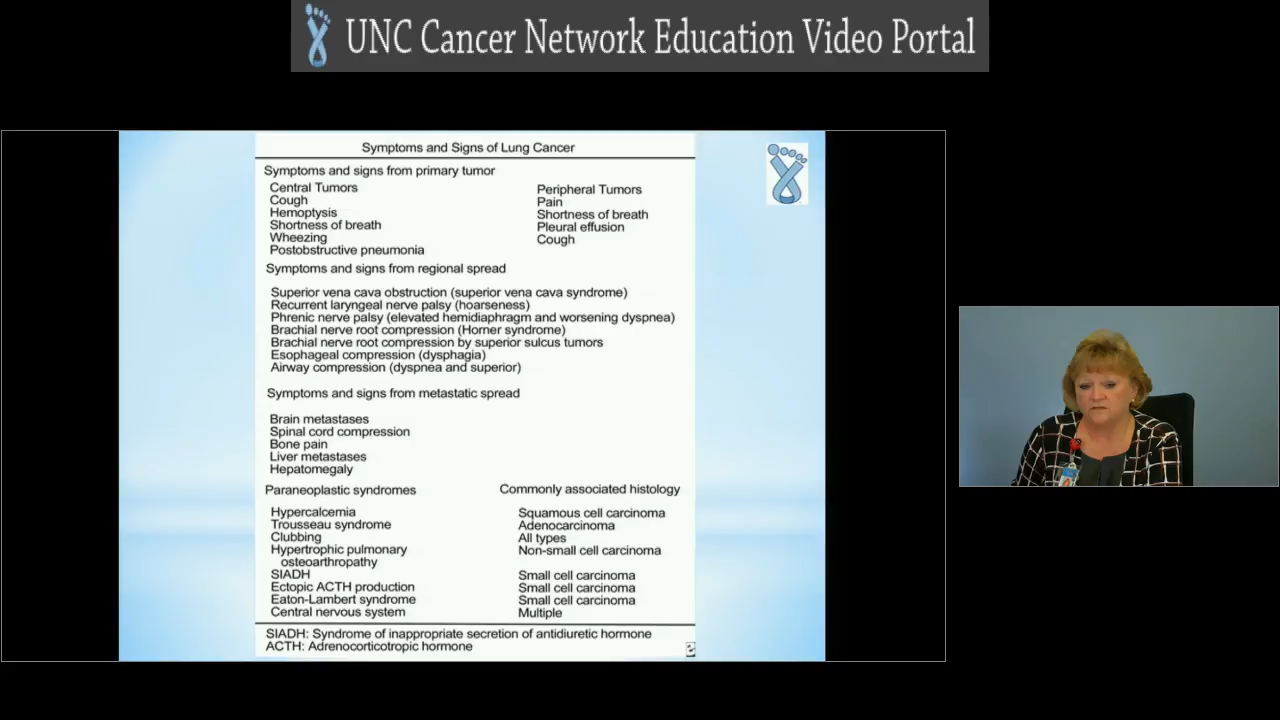 UNC Cancer Network Education Video Portal
Symptoms and Signs of Lung Cancer
Symptoms and signs from primary tumor
Central Tumors
Cough
Hemoptysis
Shortness of breath
Wheezing
Postobstructive pneumonia
Peripheral Tumors
Pain
Shortness of breath
Pleural effusion
Cough
Symptoms and signs from regional spread
Superior vena cava obstruction (superior vena cava syndrome)
Recurrent laryngeal nerve palsy (hoarseness)
Phrenic nerve palsy (elevated hemidiaphragm and worsening dyspnea)
Brachial nerve root compression (Horner syndrome)
Brachial nerve root compression by superior sulcus tumors
Esophageal compression (dysphagia)
Airway compression (dyspnea and superior)
Symptoms and signs from metastatic spread
Brain metastases
Spinal cord compression
Bone pain
Liver metastases
Hepatomegaly
Paraneoplastic syndromes Commonly associated histology
Hypercalcemia Squamous cell carcinoma
Trousseau syndrome Adenocarcinoma
Clubbing All types
Hypertrophic pulmonary Non-small cell carcinoma
osteoarthropathy
SIADH Small cell carcinoma
Ectopic ACTH production Small cell carcinoma
Eaton-Lambert syndrome Small cell carcinoma
Central nervous system Multiple
SIADH: Syndrome of inappropriate secretion of antidiuretic hormone
ACTH: Adrenocorticotropic hormone